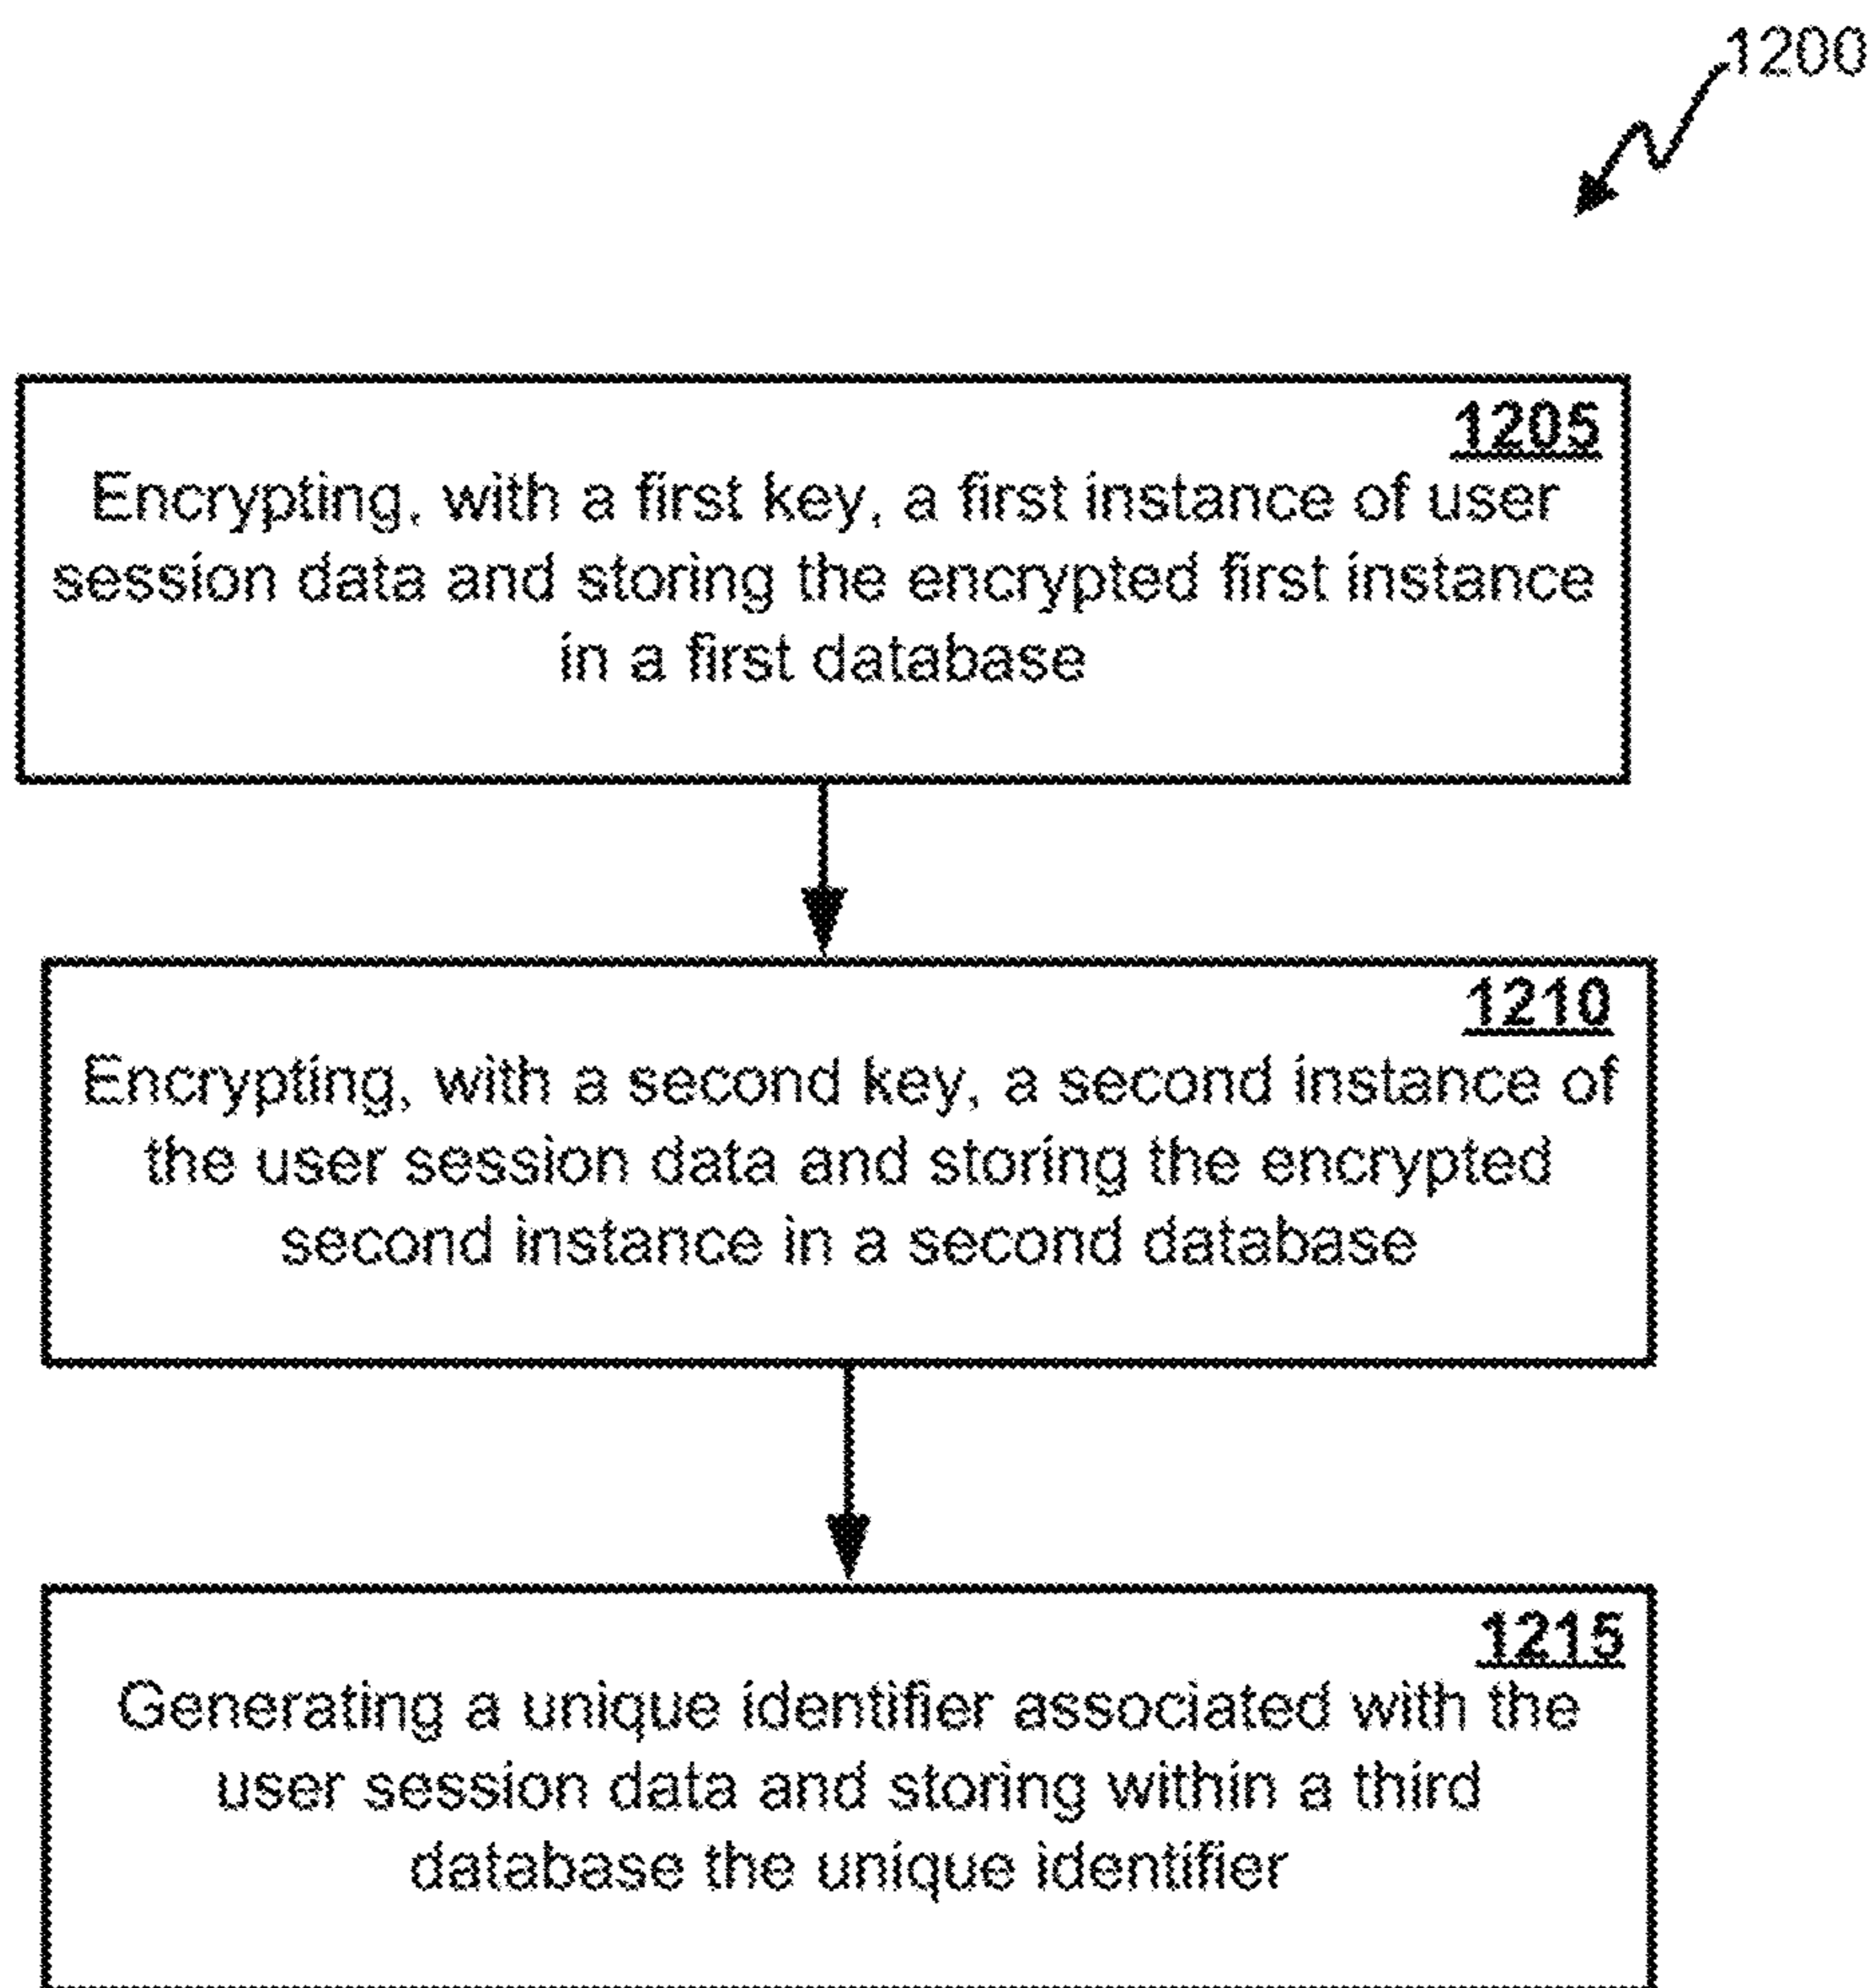 1200
1205
Encrypting, with a first key, a first instance of user
session data and storing the encrypted first instance
in a first database
1210
Encrypting, with a second key, a second instance of
the user session data and storing the encrypted
second instance in a second database
1215
Generating a unique identifier associated with the
user session data and storing within a third
database the unique identifier